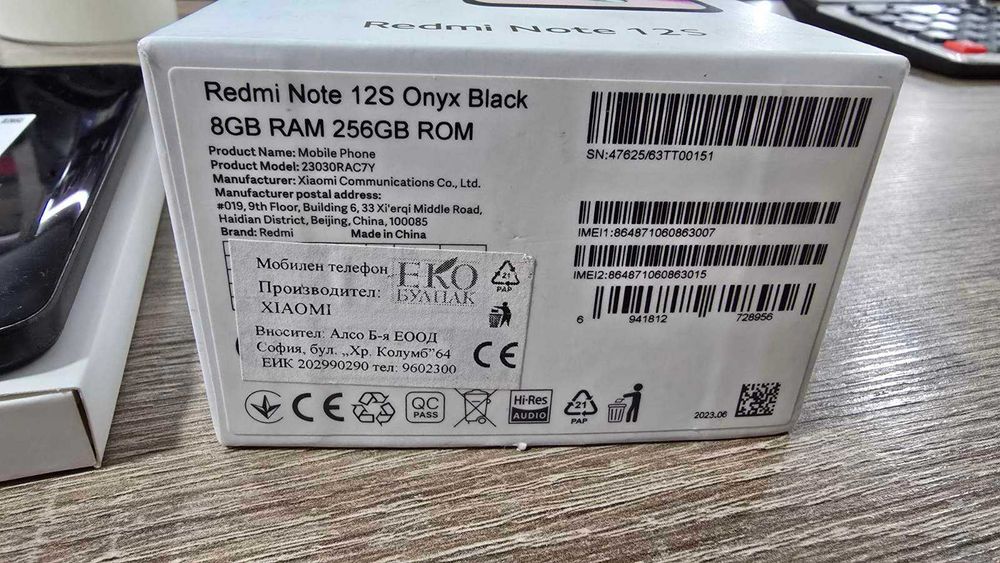 Redmi Note 12S
Redmi Note 12S Onyx Black
8GB RAM 256GB ROM
Product Name: Mobile Phone
Product Model: 23030RAC7Y
Manufacturer: Xiaomi Communications Co., Ltd.
Manufacturer postal address:
#019, 9th Floor, Building 6, 33 Xi'erqi Middle Road,
Haidian District, Beijing, China, 100085
Brand: Redmi Made in China
SN:47625/63TT00151
IMEI1:864871060863007
IMEI2:864871060863015
6 941812 728956
Мобилен телефон
Производител:
XIAOMI
ЕКО
БУЛПАК
21
PAP
Вносител: Алсо Б-я ЕООД
София, бул. „Хр. Колумб"64
ЕИК 202990290 тел: 9602300
CE
CE
QC
PASS
Hi-Res
AUDIO
21
PAP
2023.06